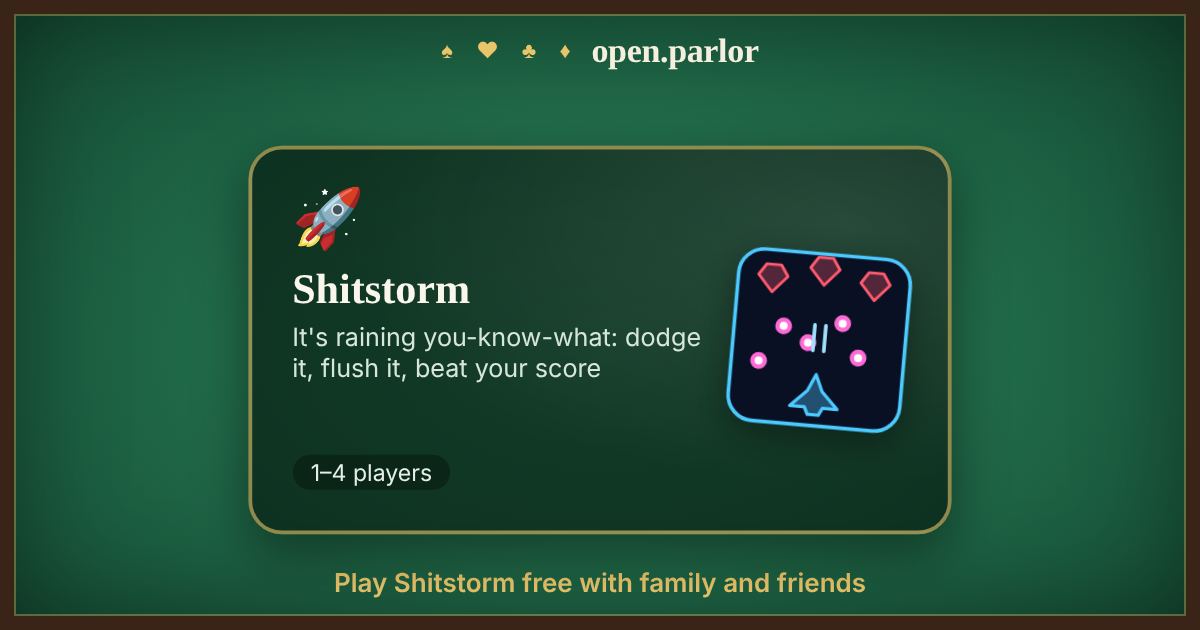 ♠ ♥ ♣ ♦ open.parlor
Shitstorm
It's raining you-know-what: dodge
it, flush it, beat your score
1–4 players
Play Shitstorm free with family and friends